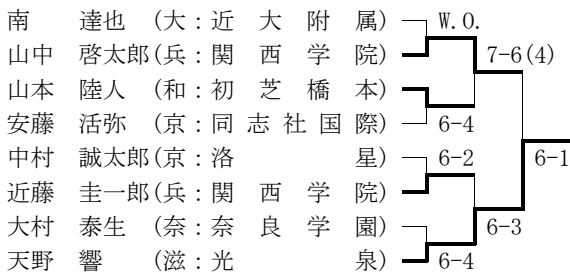 南 達也 (大:近大附属) W.O.
山中 啓太郎(兵:関西学院) 7-6(4)
山本 陸人 (和:初芝橋本)
安藤 活弥 (京:同志社国際) 6-4
中村 誠太郎(京:洛星) 6-2 6-1
近藤 圭一郎(兵:関西学院)
大村 泰生 (奈:奈良学園) 6-3
天野 響 (滋:光泉) 6-4